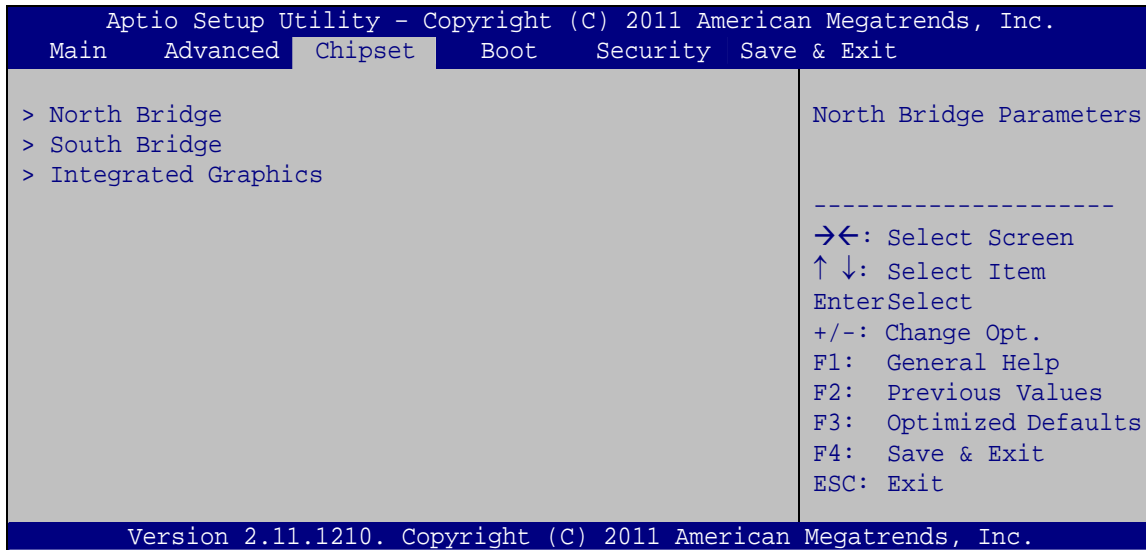 Aptio Setup Utility – Copyright (C) 2011 American Megatrends, Inc.
Main Advanced Chipset Boot Security Save & Exit
> North Bridge
> South Bridge
> Integrated Graphics
North Bridge Parameters
---------------------
→←: Select Screen
↑ ↓: Select Item
EnterSelect
+/-: Change Opt.
F1: General Help
F2: Previous Values
F3: Optimized Defaults
F4: Save & Exit
ESC: Exit
Version 2.11.1210. Copyright (C) 2011 American Megatrends, Inc.